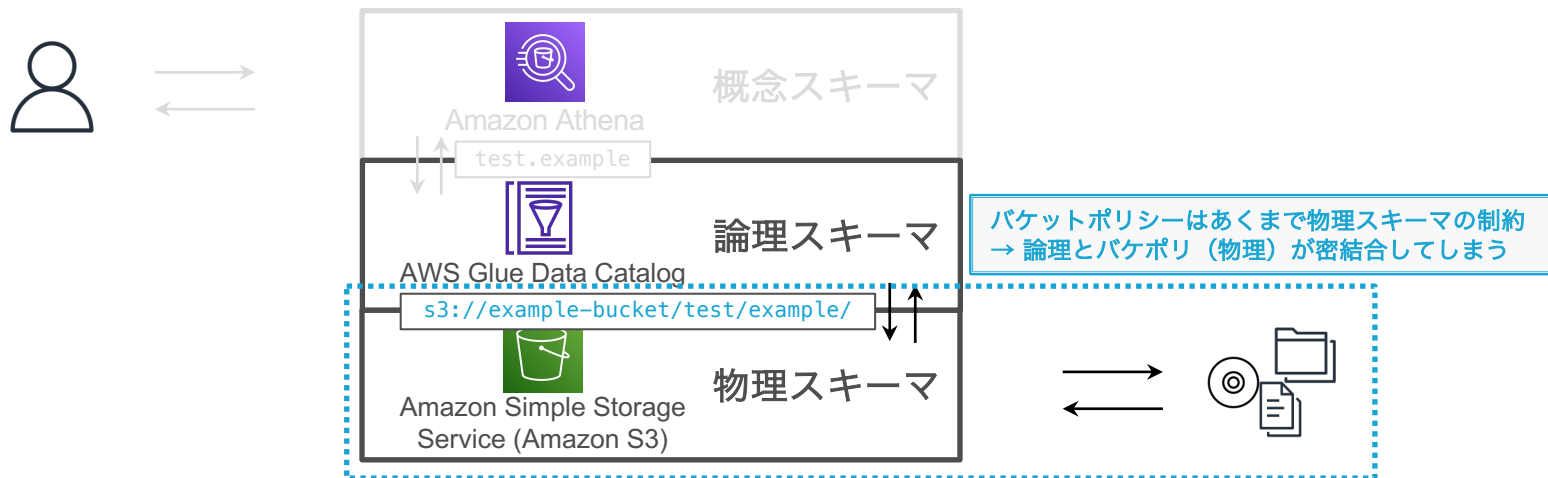 概念スキーマ
Amazon Athena
test.example
論理スキーマ
AWS Glue Data Catalog
バケットポリシーはあくまで物理スキーマの制約
→ 論理とバケポリ（物理）が密結合してしまう
s3://example-bucket/test/example/
物理スキーマ
Amazon Simple Storage
Service (Amazon S3)